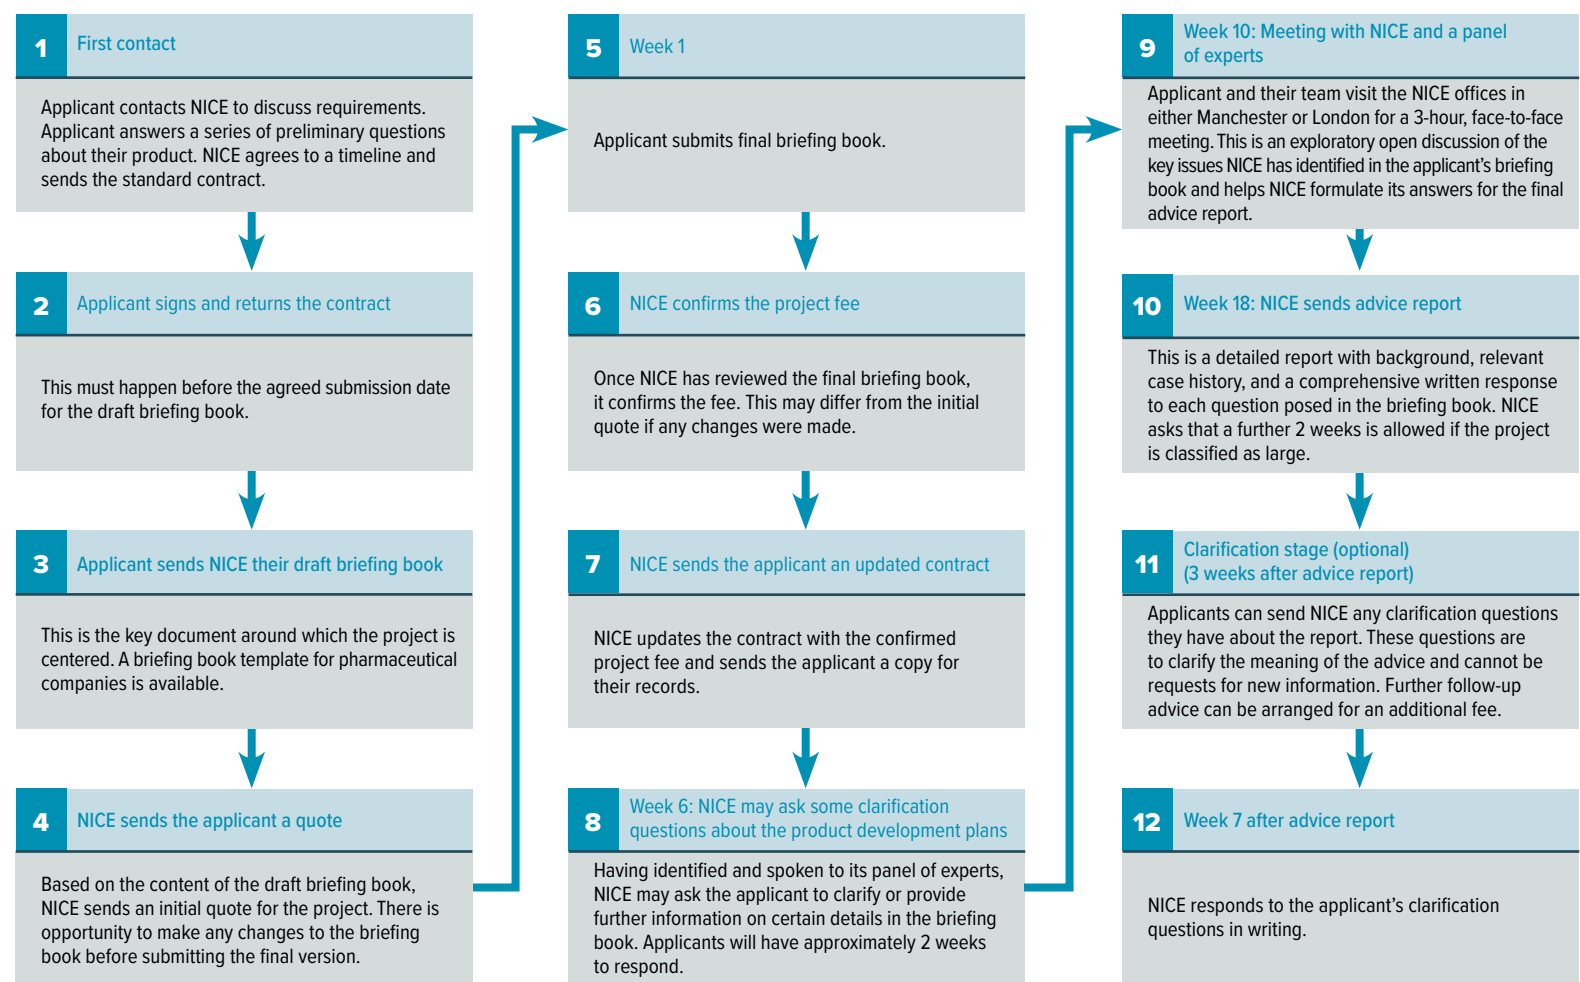 1
First contact
Applicant contacts NICE to discuss requirements.
Applicant answers a series of preliminary questions
about their product. NICE agrees to a timeline and
sends the standard contract.
2
Applicant signs and returns the contract
This must happen before the agreed submission date
for the draft briefing book.
3
Applicant sends NICE their draft briefing book
This is the key document around which the project is
centered. A briefing book template for pharmaceutical
companies is available.
4
NICE sends the applicant a quote
Based on the content of the draft briefing book,
NICE sends an initial quote for the project. There is
opportunity to make any changes to the briefing
book before submitting the final version.
5
Week 1
Applicant submits final briefing book.
6
NICE confirms the project fee
Once NICE has reviewed the final briefing book,
it confirms the fee. This may differ from the initial
quote if any changes were made.
7
NICE sends the applicant an updated contract
NICE updates the contract with the confirmed
project fee and sends the applicant a copy for
their records.
8
Week 6: NICE may ask some clarification
questions about the product development plans
Having identified and spoken to its panel of experts,
NICE may ask the applicant to clarify or provide
further information on certain details in the briefing
book. Applicants will have approximately 2 weeks
to respond.
9
Week 10: Meeting with NICE and a panel
of experts
Applicant and their team visit the NICE offices in
either Manchester or London for a 3-hour, face-to-face
meeting. This is an exploratory open discussion of the
key issues NICE has identified in the applicant's briefing
book and helps NICE formulate its answers for the final
advice report.
10
Week 18: NICE sends advice report
This is a detailed report with background, relevant
case history, and a comprehensive written response
to each question posed in the briefing book. NICE
asks that a further 2 weeks is allowed if the project
is classified as large.
11
Clarification stage (optional)
(3 weeks after advice report)
Applicants can send NICE any clarification questions
they have about the report. These questions are
to clarify the meaning of the advice and cannot be
requests for new information. Further follow-up
advice can be arranged for an additional fee.
12
Week 7 after advice report
NICE responds to the applicant's clarification
questions in writing.